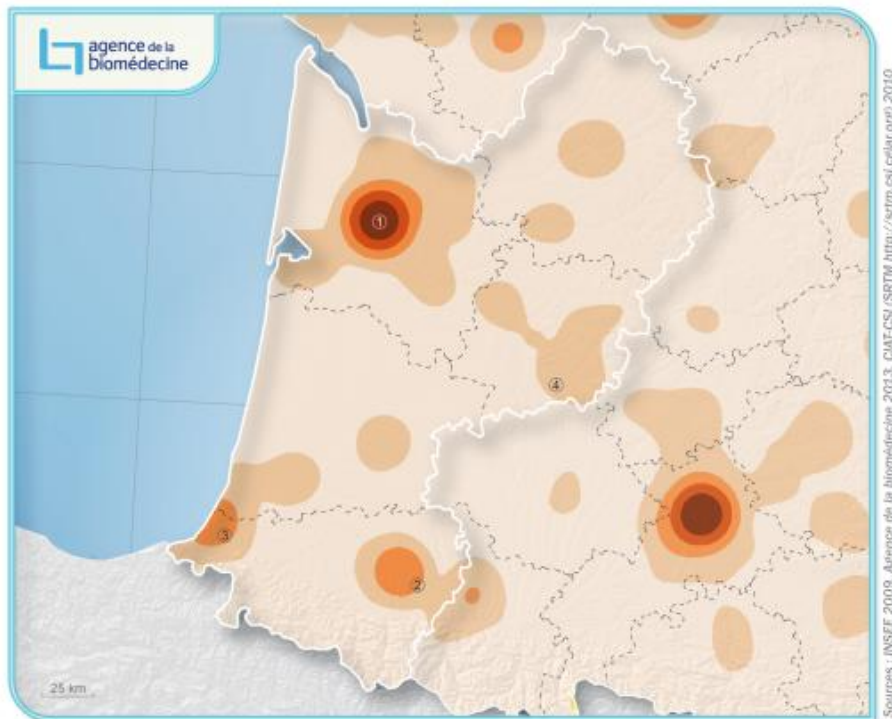 agence de la
biomédecine
①
④
③
②
25 km
Sources, INSEE 2009, Agence de la biomédecine 2013, CIAT-CSI /SRTM http://srtm.csi.cgiar.org) 2010